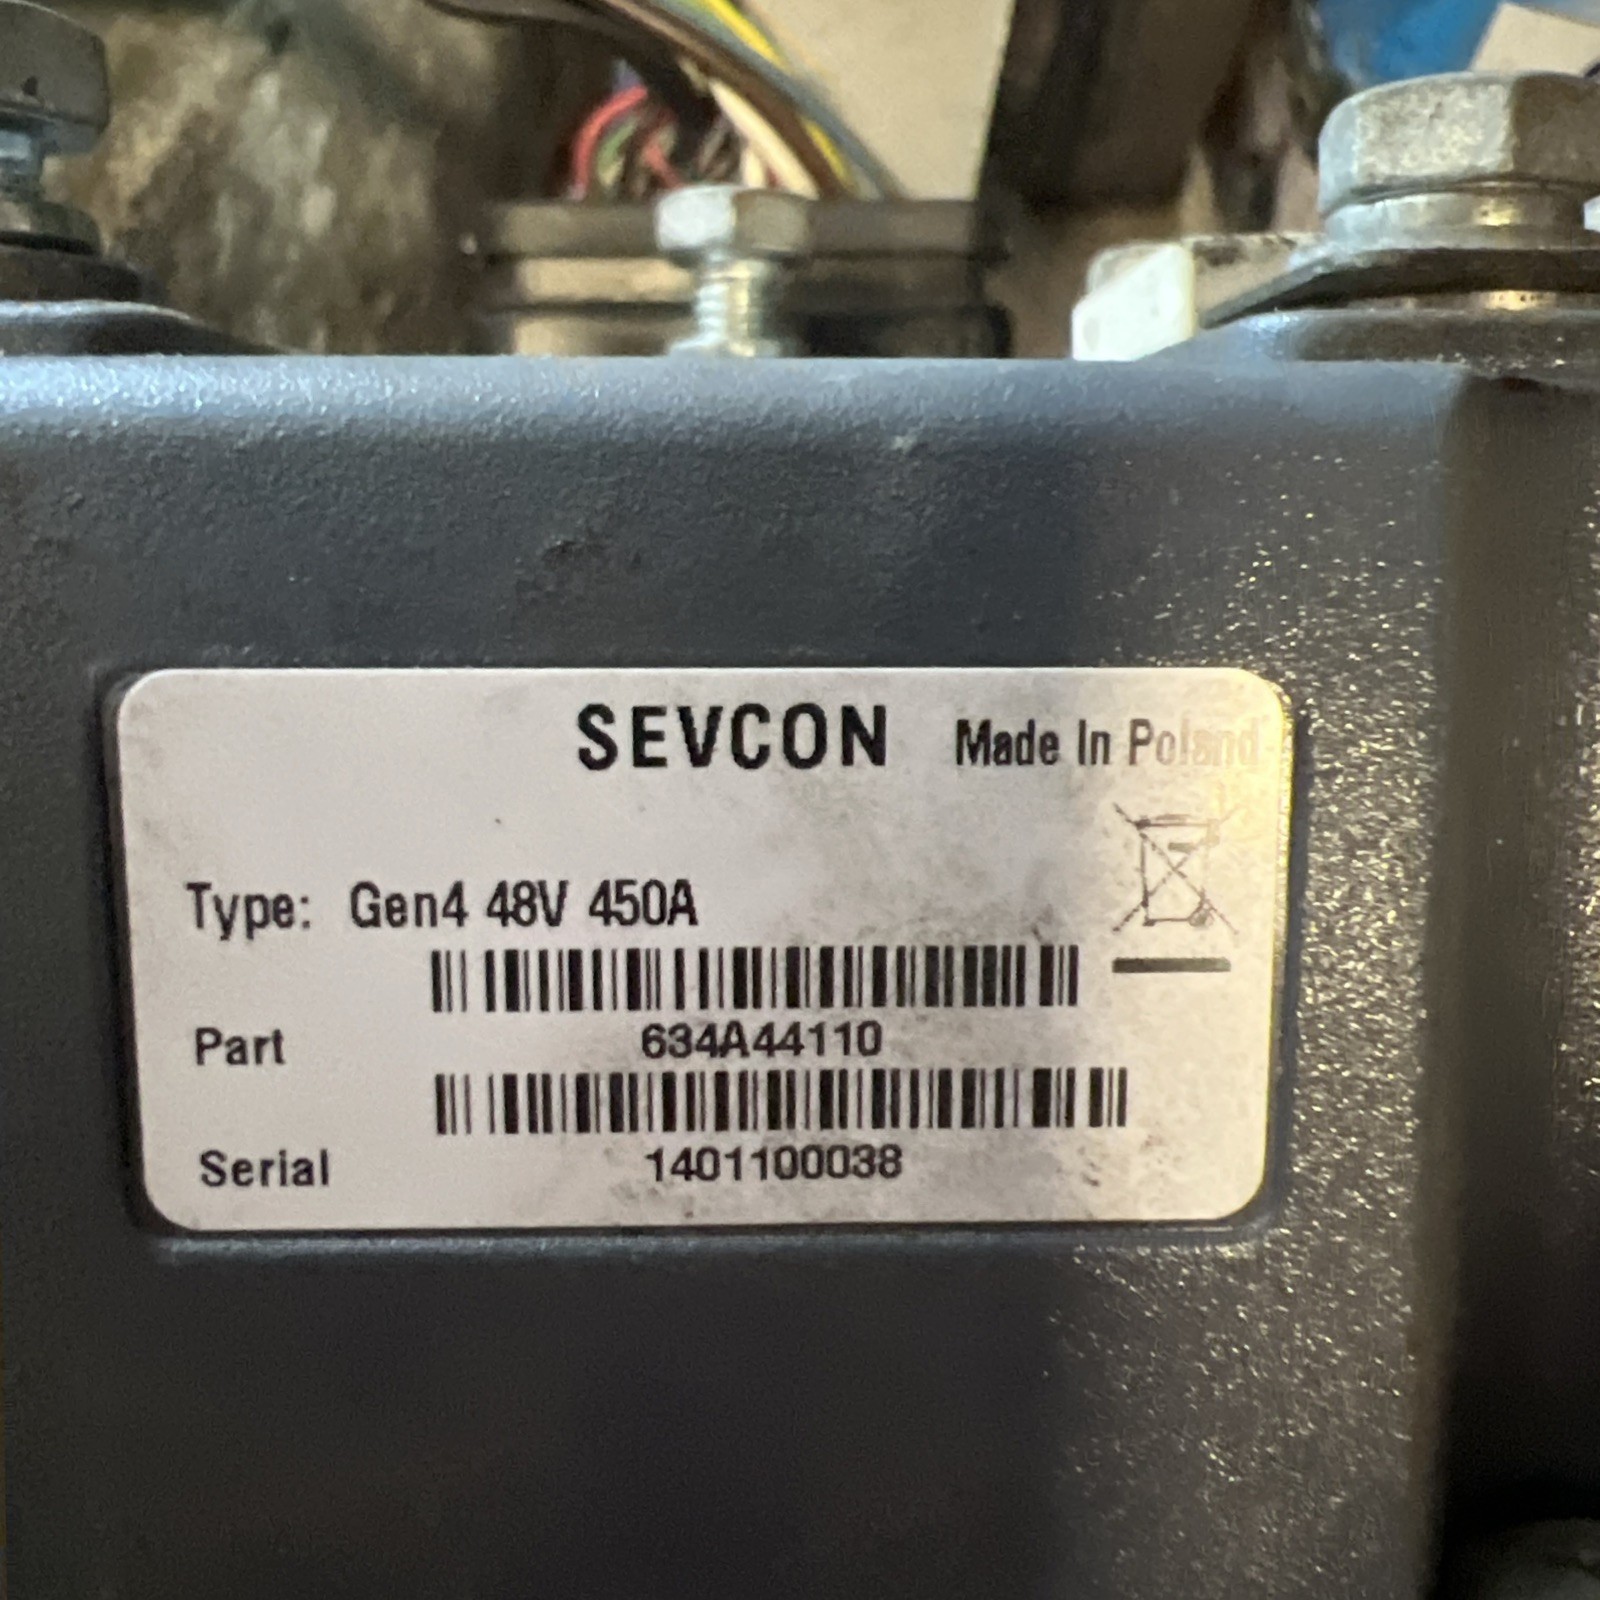 SEVCON Made In Poland
Type: Gen4 48V 450A
Part 634A44110
Serial 1401100038